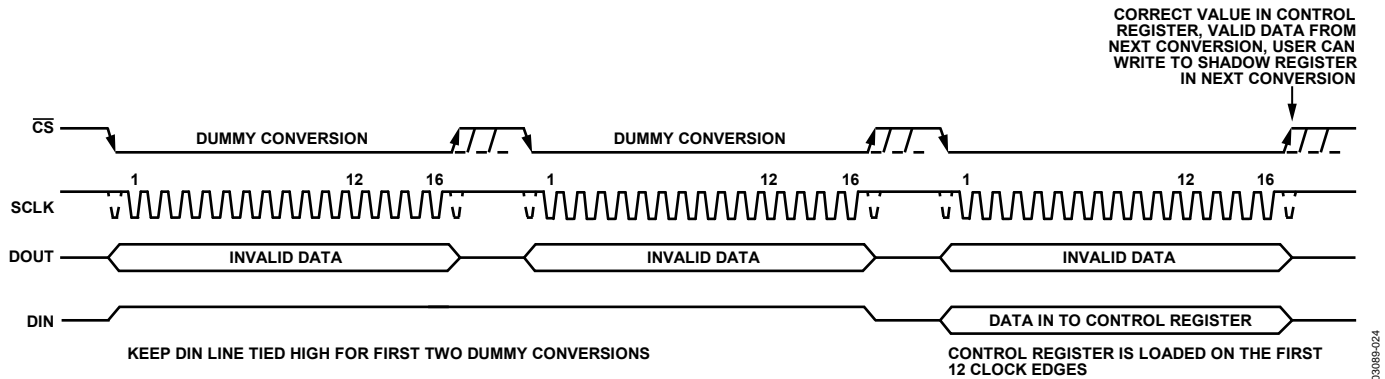 CORRECT VALUE IN CONTROL
REGISTER, VALID DATA FROM
NEXT CONVERSION, USER CAN
WRITE TO SHADOW REGISTER
IN NEXT CONVERSION
CS
DUMMY CONVERSION
DUMMY CONVERSION
1 12 16 1 12 16 1 12 16
SCLK
DOUT
INVALID DATA
INVALID DATA
INVALID DATA
DIN
DATA IN TO CONTROL REGISTER
KEEP DIN LINE TIED HIGH FOR FIRST TWO DUMMY CONVERSIONS
CONTROL REGISTER IS LOADED ON THE FIRST
12 CLOCK EDGES
03089-024